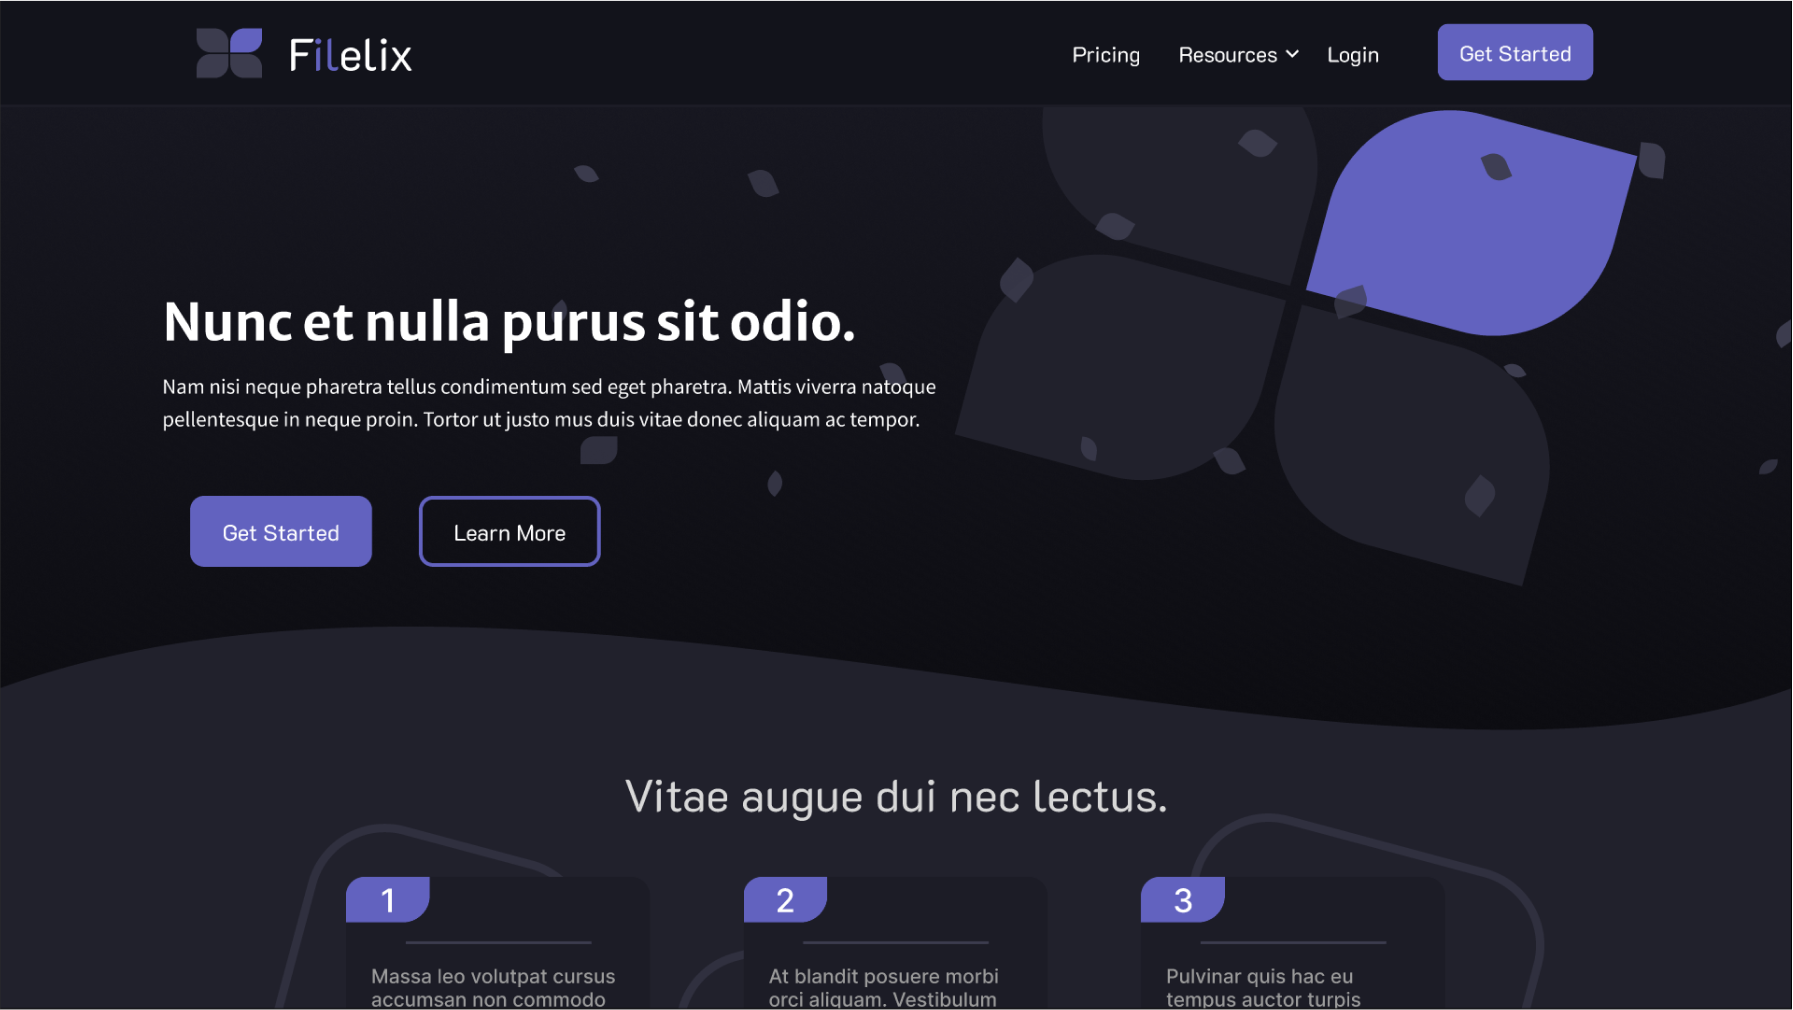 Filelix
Pricing
Resources
Login
Get Started
Nunc et nulla purus sit odio.
Nam nisi neque pharetra tellus condimentum sed eget pharetra. Mattis viverra natoque
pellentesque in neque proin. Tortor ut justo mus duis vitae donec aliquam ac tempor.
Get Started
Learn More
Vitae augue dui nec lectus.
1
Massa leo volutpat cursus
accumsan non commodo
2
At blandit posuere morbi
orci aliquam. Vestibulum
3
Pulvinar quis hac eu
tempus auctor turpis